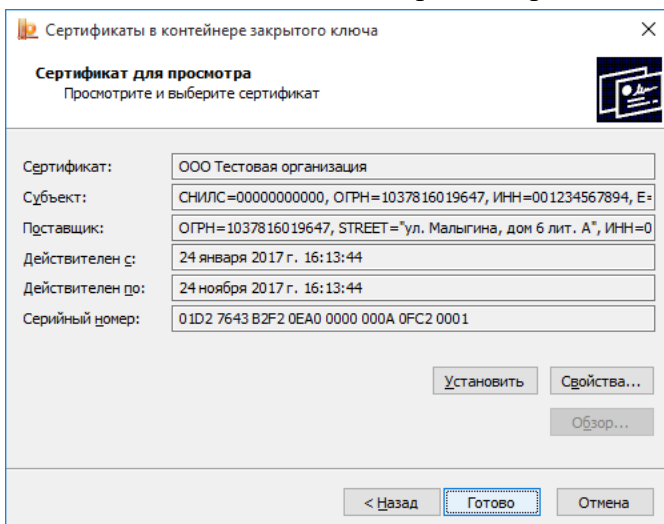 Сертификаты в контейнере закрытого ключа
Сертификат для просмотра
Просмотрите и выберите сертификат
Сертификат: ООО Тестовая организация
Субъект: СНИЛС=00000000000, ОГРН=1037816019647, ИНН=001234567894, E=
Поставщик: ОГРН=1037816019647, STREET="ул. Малыгина, дом 6 лит. А", ИНН=0
Действителен с: 24 января 2017 г. 16:13:44
Действителен по: 24 ноября 2017 г. 16:13:44
Серийный номер: 01D2 7643 B2F2 0EA0 0000 000A 0FC2 0001
Установить Свойства...
Обзор...
< Назад Готово Отмена